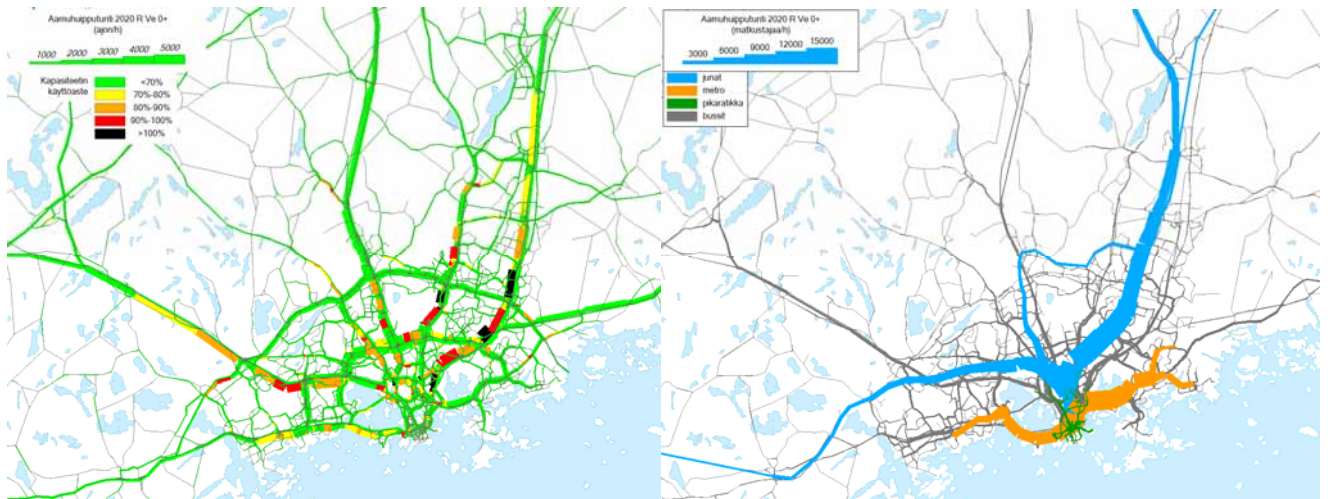 Aamuhuipputunti 2020 R Ve 0+
(ajon/h)
1000 2000 3000 4000 5000
Kapasiteetin
käyttöaste
<70%
70%-80%
80%-90%
90%-100%
>100%
Aamuhuipputunti 2020 R Ve 0+
(matkustajaa/h)
3000 6000 9000 12000 15000
junat
metro
pikaratikka
bussit